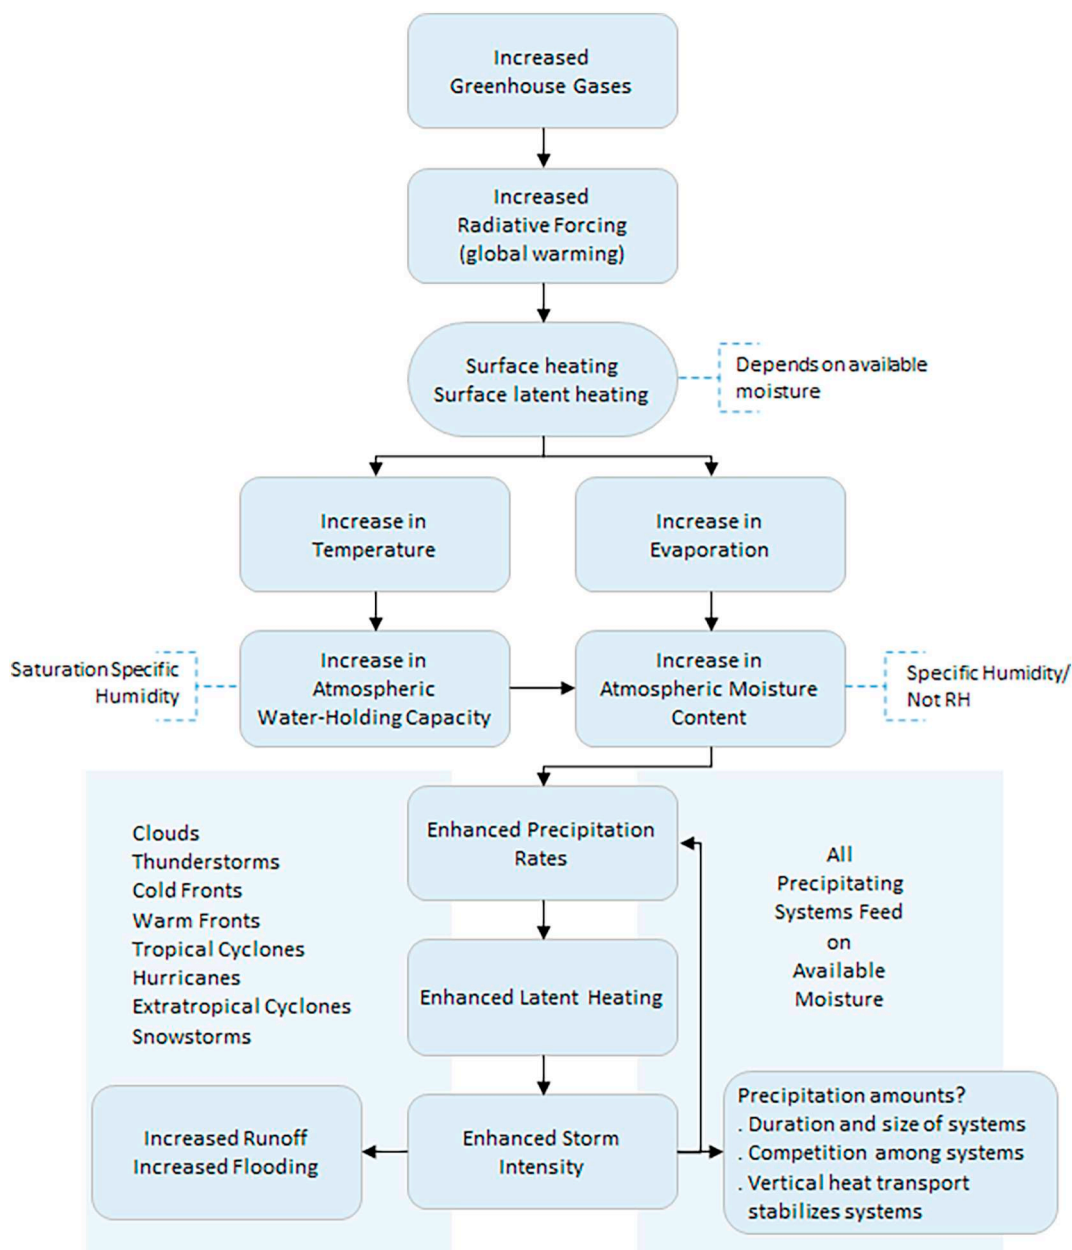 Increased
Greenhouse Gases
Increased
Radiative Forcing
(global warming)
Surface heating
Surface latent heating
Depends on available
moisture
Increase in
Temperature
Increase in
Evaporation
Saturation Specific
Humidity
Increase in
Atmospheric
Water-Holding Capacity
Increase in
Atmospheric Moisture
Content
Specific Humidity/
Not RH
Clouds
Thunderstorms
Cold Fronts
Warm Fronts
Tropical Cyclones
Hurricanes
Extratropical Cyclones
Snowstorms
Enhanced Precipitation
Rates
All
Precipitating
Systems Feed
on
Available
Moisture
Enhanced Latent Heating
Increased Runoff
Increased Flooding
Enhanced Storm
Intensity
Precipitation amounts?
. Duration and size of systems
. Competition among systems
. Vertical heat transport
stabilizes systems